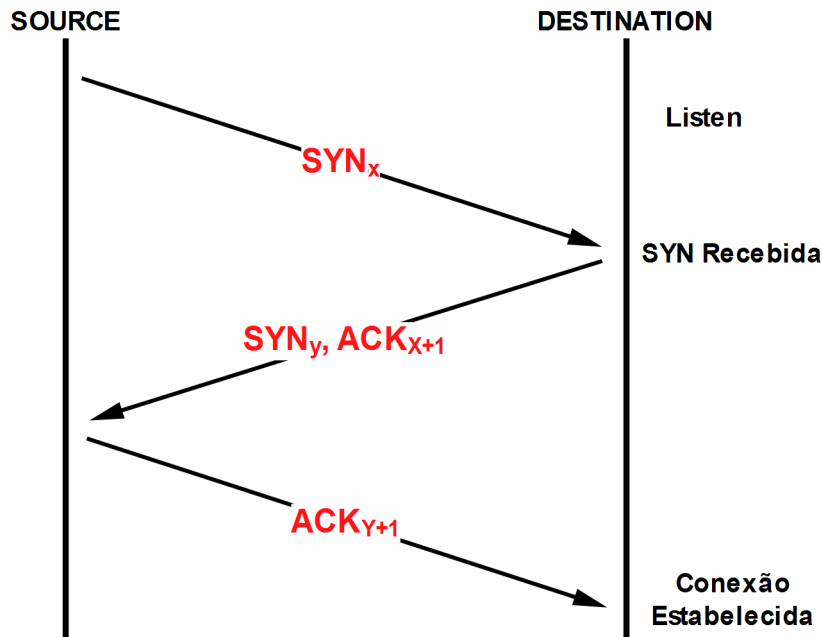 SOURCE
DESTINATION
Listen
SYNx
SYN Recebida
SYNy, ACKX+1
ACKY+1
Conexão
Estabelecida